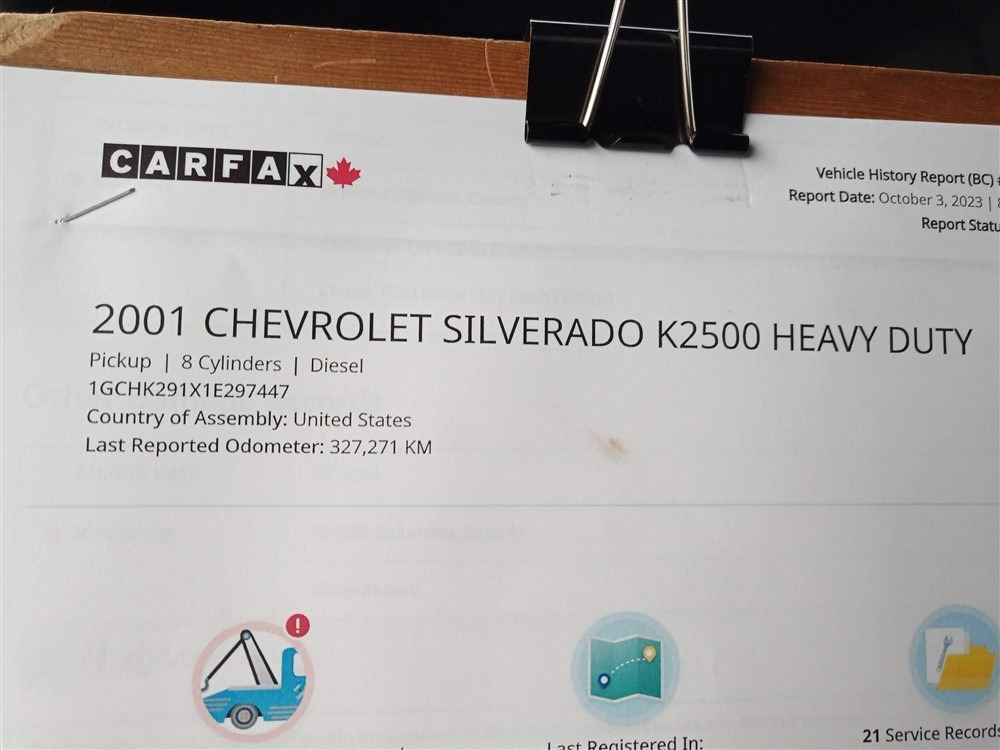 CARFAX
Vehicle History Report (BC)
Report Date: October 3, 2023 |
Report Statu
2001 CHEVROLET SILVERADO K2500 HEAVY DUTY
Pickup | 8 Cylinders | Diesel
1GCHK291X1E297447
Country of Assembly: United States
Last Reported Odometer: 327,271 KM
Last Registered In:
21 Service Records